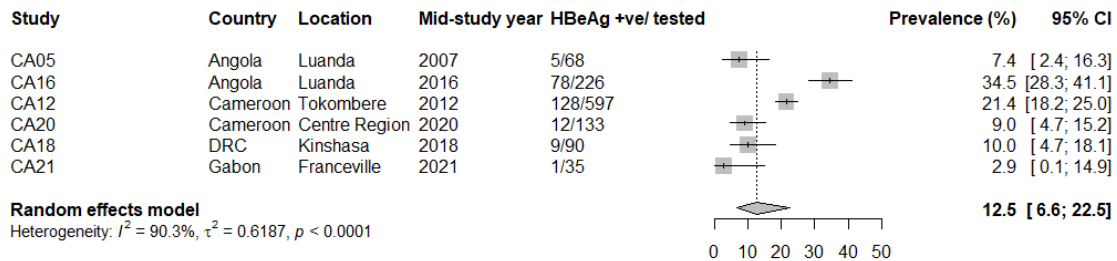 Study Country Location Mid-study year HBeAg +ve/ tested Prevalence (%) 95% CI
CA05 Angola Luanda 2007 5/68 7.4 [ 2.4; 16.3]
CA16 Angola Luanda 2016 78/226 34.5 [28.3; 41.1]
CA12 Cameroon Tokombere 2012 128/597 21.4 [18.2; 25.0]
CA20 Cameroon Centre Region 2020 12/133 9.0 [ 4.7; 15.2]
CA18 DRC Kinshasa 2018 9/90 10.0 [ 4.7; 18.1]
CA21 Gabon Franceville 2021 1/35 2.9 [ 0.1; 14.9]
Random effects model 12.5 [ 6.6; 22.5]
Heterogeneity: I² = 90.3%, τ² = 0.6187, p < 0.0001
0 10 20 30 40 50